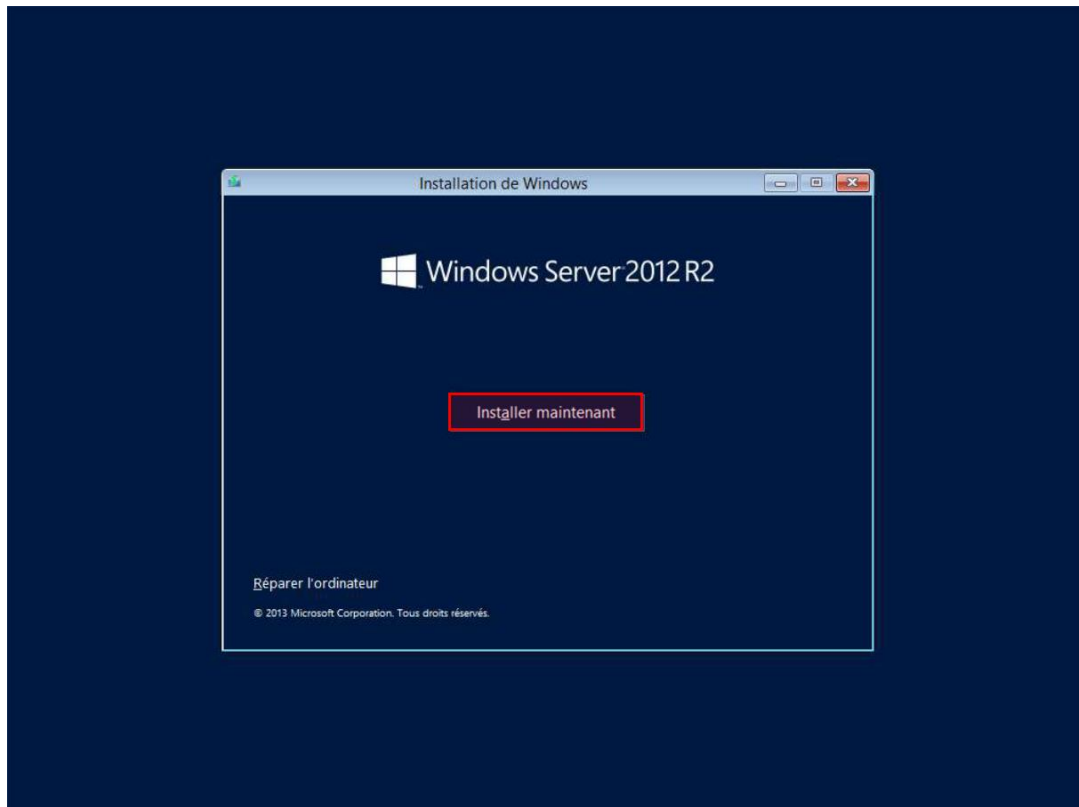 Installation de Windows
Windows Server 2012 R2
Installer maintenant
Réparer l'ordinateur
© 2013 Microsoft Corporation. Tous droits réservés.